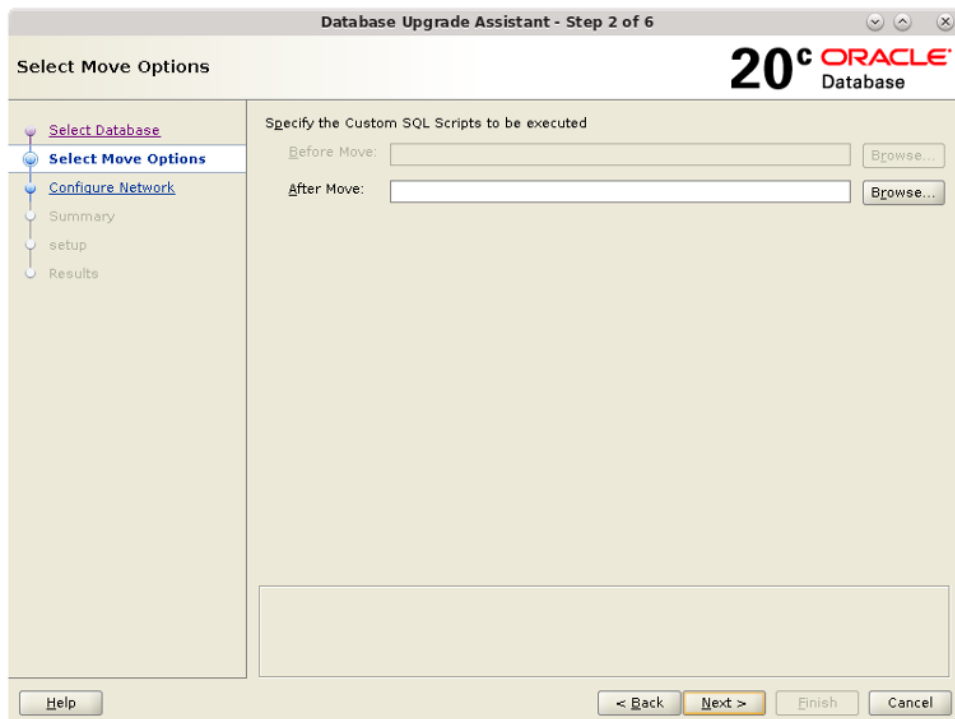 Database Upgrade Assistant - Step 2 of 6
Select Move Options
20c ORACLE
Database
Select Database
Select Move Options
Configure Network
Summary
setup
Results
Specify the Custom SQL Scripts to be executed
Before Move:
Browse...
After Move:
Browse...
Help
< Back
Next >
Finish
Cancel